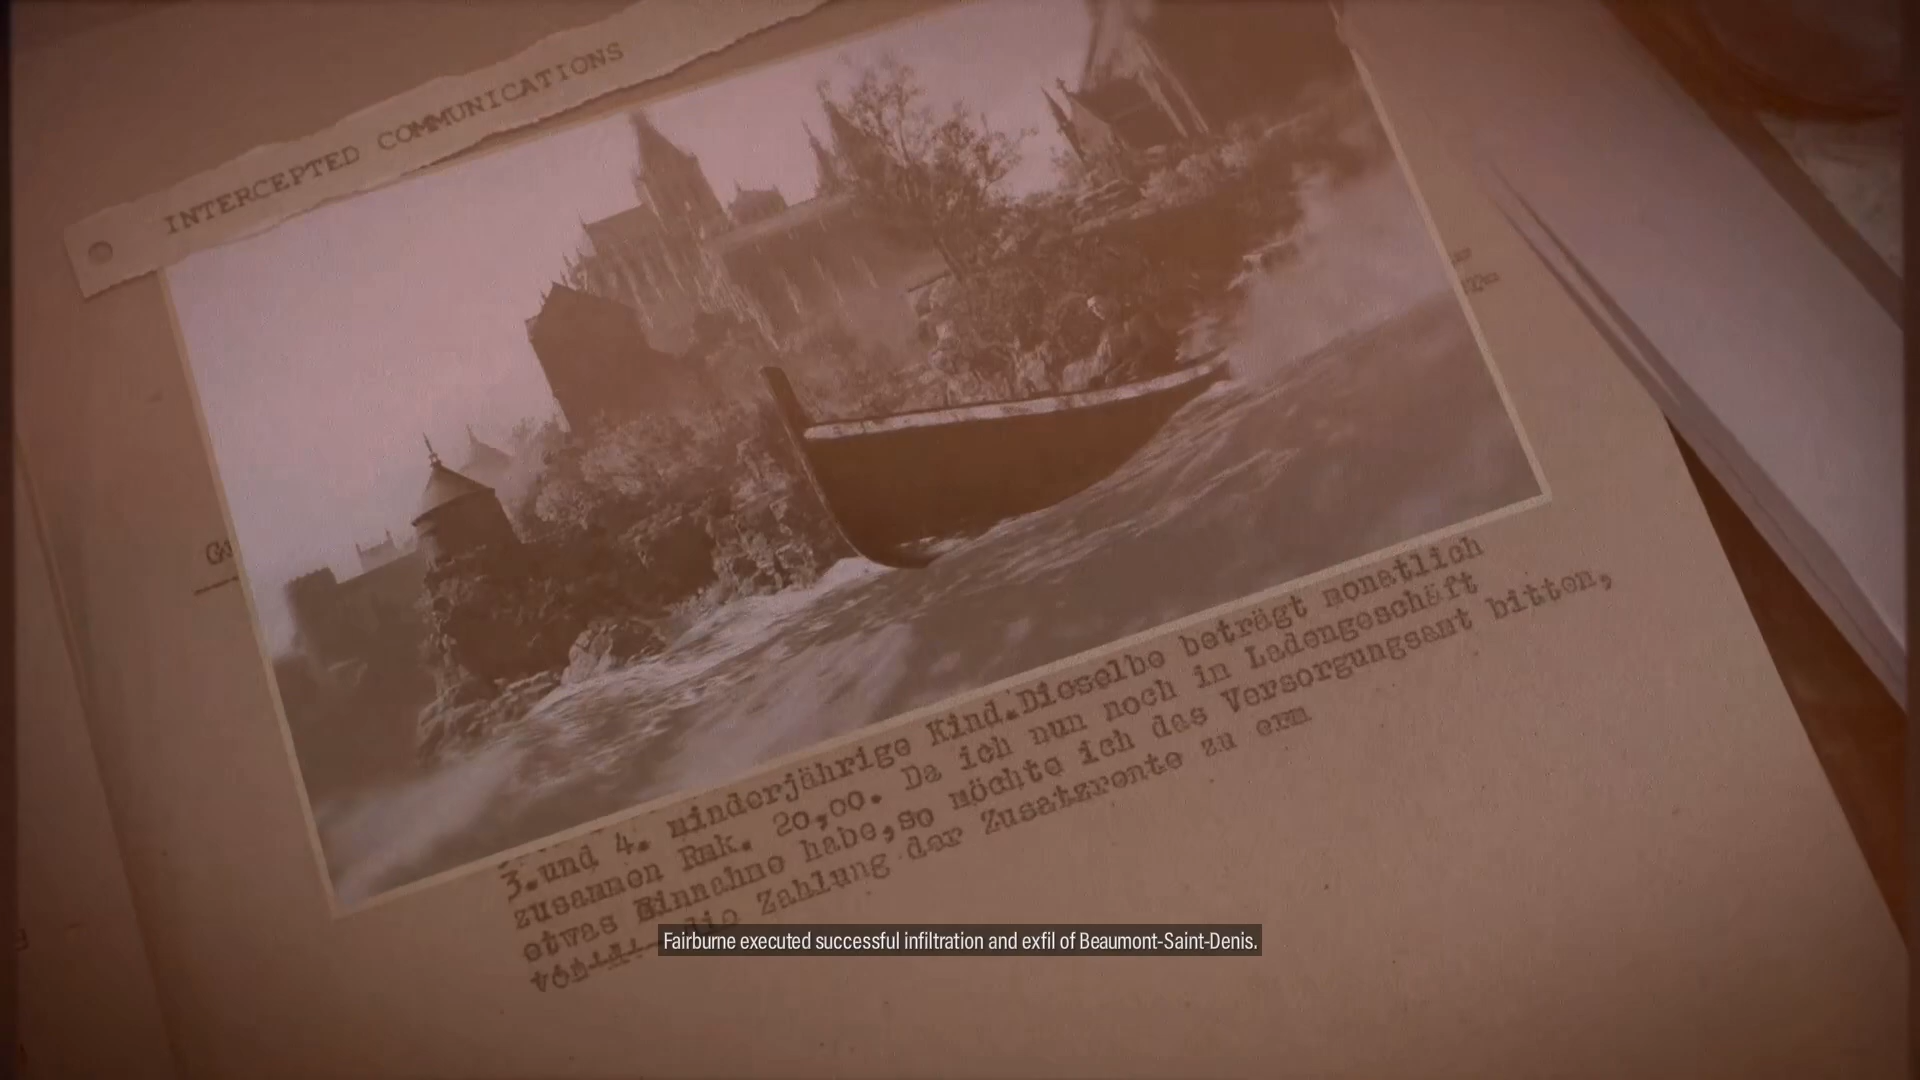 INTERCEPTED COMMUNICATIONS
3.und 4. minderjährige Kind.Dieselbe beträgt monatlich
zusammen Rmk. 20,00. Da ich nun noch in Ladengeschäft
etwas Einnahme habe,so möchte ich das Versorgungsamt bitten,
die Zahlung der Zusatzrente zu erm
Fairburne executed successful infiltration and exfil of Beaumont-Saint-Denis.